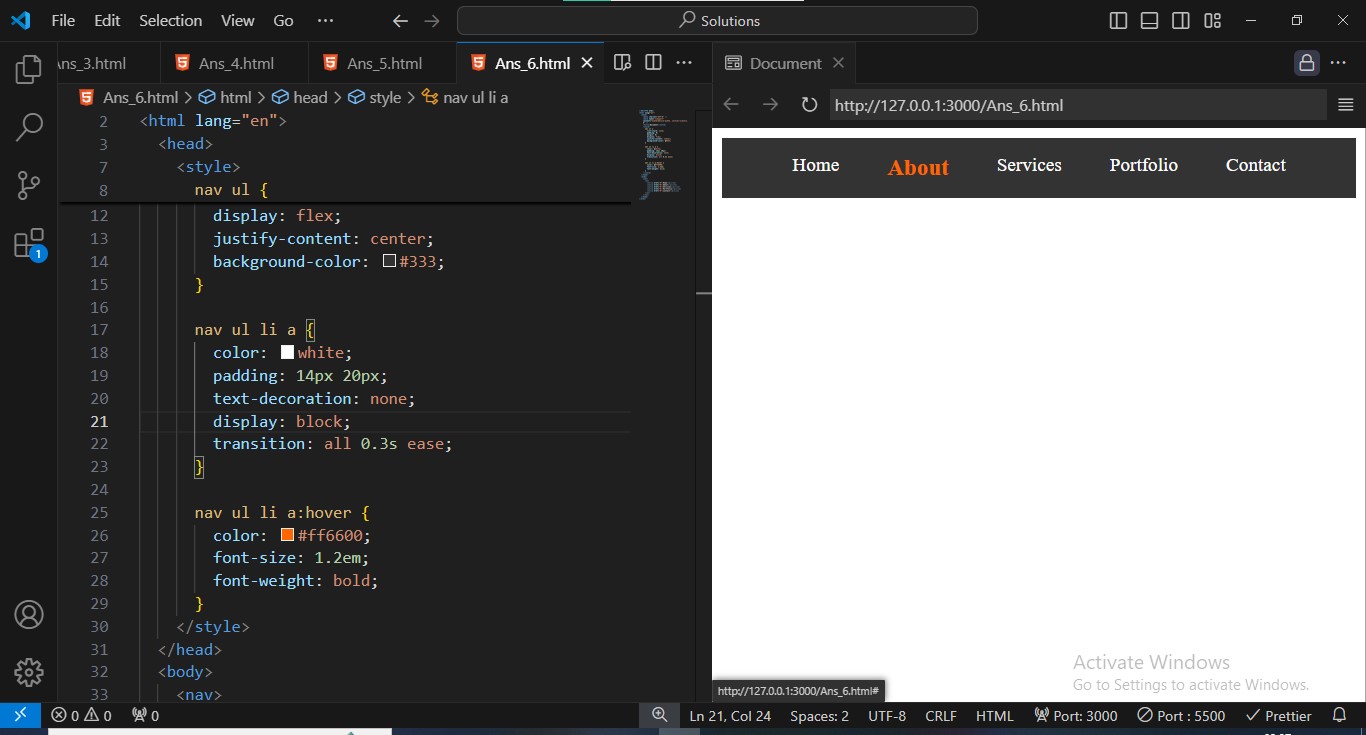 File Edit Selection View Go ··· Solutions
Ans_3.html Ans_4.html Ans_5.html Ans_6.html Document
Ans_6.html > html > head > style > nav ul li a
http://127.0.0.1:3000/Ans_6.html
2 <html lang="en">
3 <head>
7 <style>
8 nav ul {
12 display: flex;
13 justify-content: center;
14 background-color: #333;
15 }
16
17 nav ul li a {
18 color: white;
19 padding: 14px 20px;
20 text-decoration: none;
21 display: block;
22 transition: all 0.3s ease;
23 }
24
25 nav ul li a:hover {
26 color: #ff6600;
27 font-size: 1.2em;
28 font-weight: bold;
29 }
30 </style>
31 </head>
32 <body>
33 <nav>
1
Home About Services Portfolio Contact
Activate Windows
Go to Settings to activate Windows.
http://127.0.0.1:3000/Ans_6.html#
0 0 0 Ln 21, Col 24 Spaces: 2 UTF-8 CRLF HTML Port: 3000 Port : 5500 Prettier